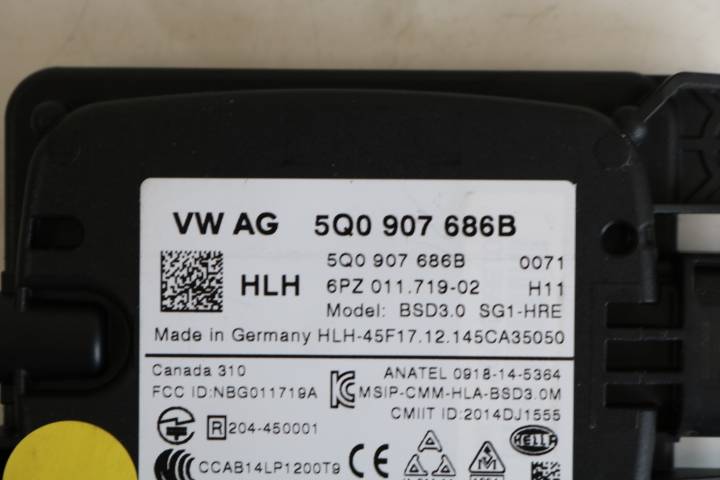 VW AG 5Q0 907 686B
5Q0 907 686B 0071
HLH 6PZ 011.719-02 H11
Model: BSD3.0 SG1-HRE
Made in Germany HLH-45F17.12.145CA35050
Canada 310 ANATEL 0918-14-5364
FCC ID:NBG011719A MSIP-CMM-HLA-BSD3.0M
CMIIT ID:2014DJ1555
R 204-450001 HELLA
CCAB14LP1200T9 CE